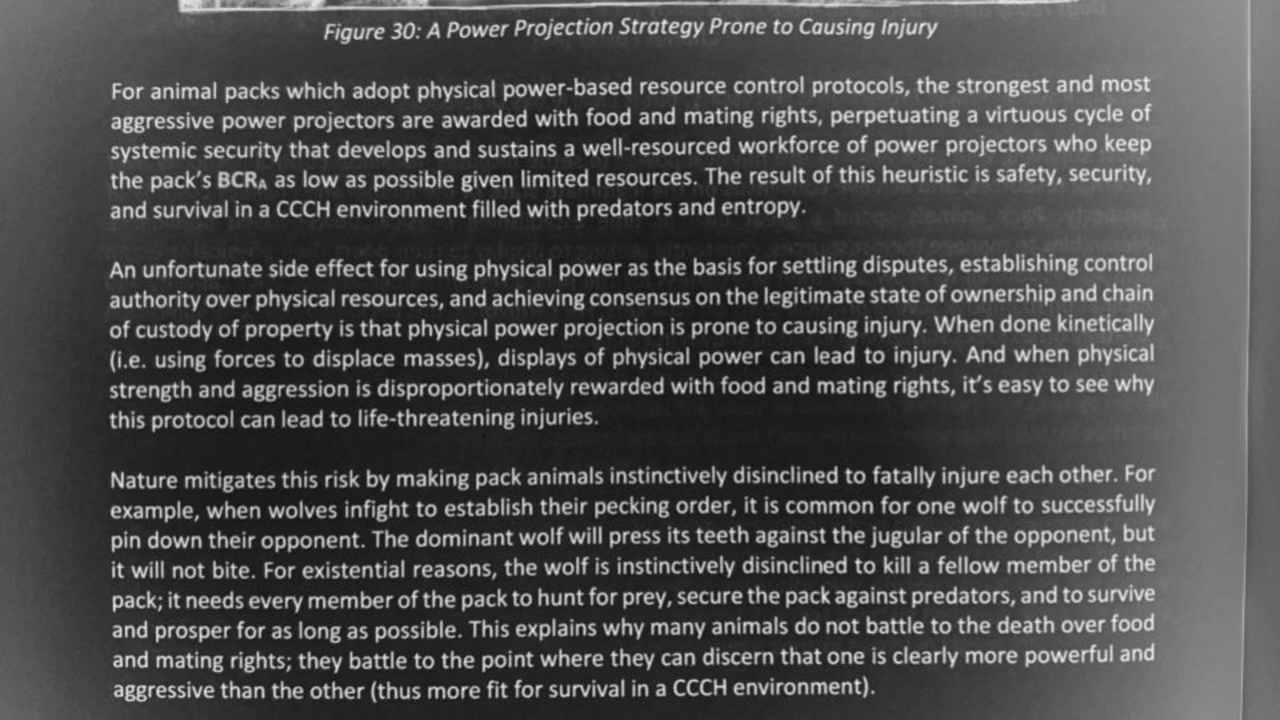 Figure 30: A Power Projection Strategy Prone to Causing Injury
For animal packs which adopt physical power-based resource control protocols, the strongest and most
aggressive power projectors are awarded with food and mating rights, perpetuating a virtuous cycle of
systemic security that develops and sustains a well-resourced workforce of power projectors who keep
the pack's BCRA as low as possible given limited resources. The result of this heuristic is safety, security,
and survival in a CCCH environment filled with predators and entropy.
An unfortunate side effect for using physical power as the basis for settling disputes, establishing control
authority over physical resources, and achieving consensus on the legitimate state of ownership and chain
of custody of property is that physical power projection is prone to causing injury. When done kinetically
(i.e. using forces to displace masses), displays of physical power can lead to injury. And when physical
strength and aggression is disproportionately rewarded with food and mating rights, it's easy to see why
this protocol can lead to life-threatening injuries.
Nature mitigates this risk by making pack animals instinctively disinclined to fatally injure each other. For
example, when wolves infight to establish their pecking order, it is common for one wolf to successfully
pin down their opponent. The dominant wolf will press its teeth against the jugular of the opponent, but
it will not bite. For existential reasons, the wolf is instinctively disinclined to kill a fellow member of the
pack; it needs every member of the pack to hunt for prey, secure the pack against predators, and to survive
and prosper for as long as possible. This explains why many animals do not battle to the death over food
and mating rights; they battle to the point where they can discern that one is clearly more powerful and
aggressive than the other (thus more fit for survival in a CCCH environment).